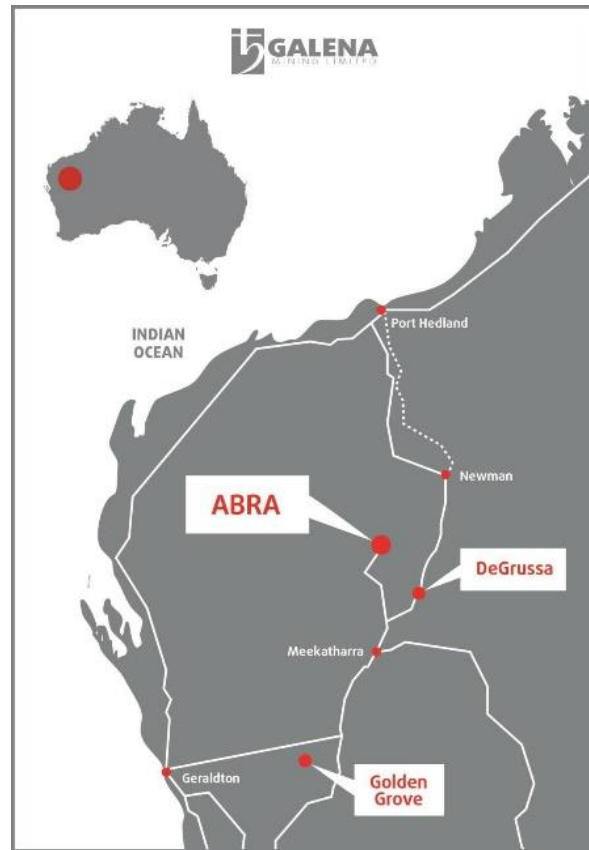 GALENA
MINING LIMITED
INDIAN
OCEAN
Port Hedland
Newman
ABRA
DeGrussa
Meekatharra
Geraldton
Golden
Grove